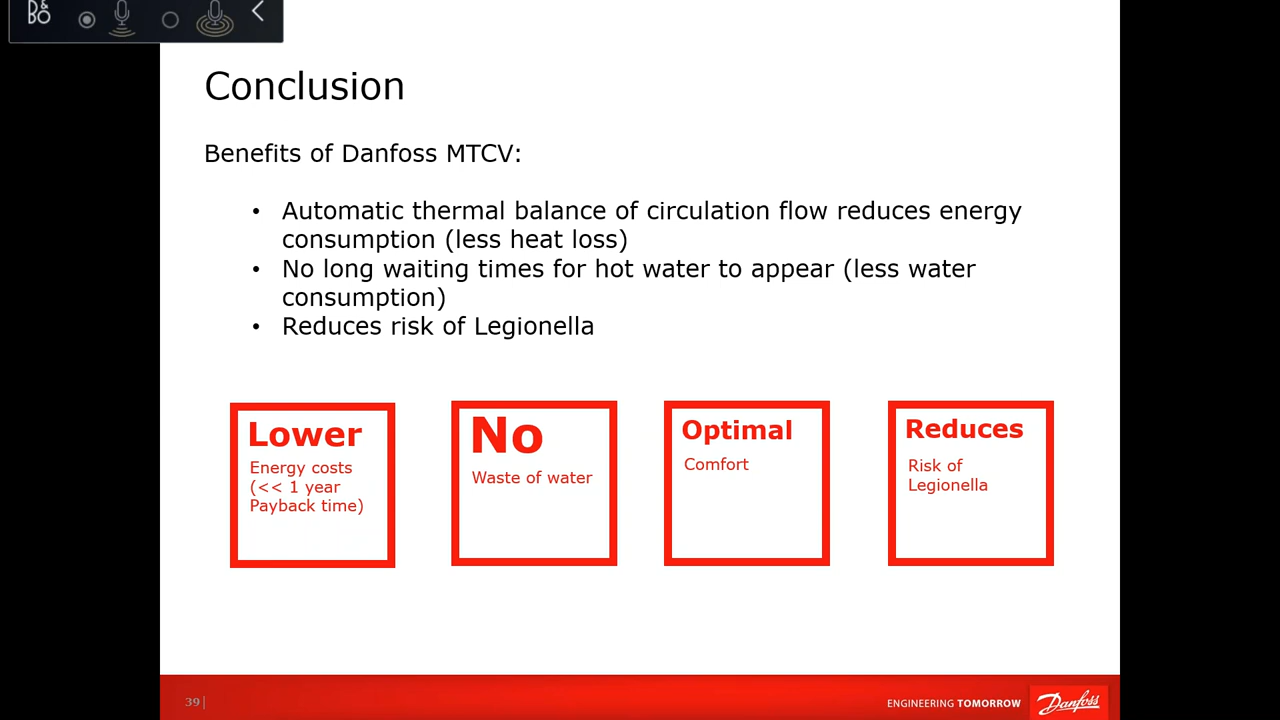 B&O
Conclusion
Benefits of Danfoss MTCV:
• Automatic thermal balance of circulation flow reduces energy
consumption (less heat loss)
• No long waiting times for hot water to appear (less water
consumption)
• Reduces risk of Legionella
Lower
Energy costs
(<< 1 year
Payback time)
No
Waste of water
Optimal
Comfort
Reduces
Risk of
Legionella
39 |
ENGINEERING TOMORROW
Danfoss